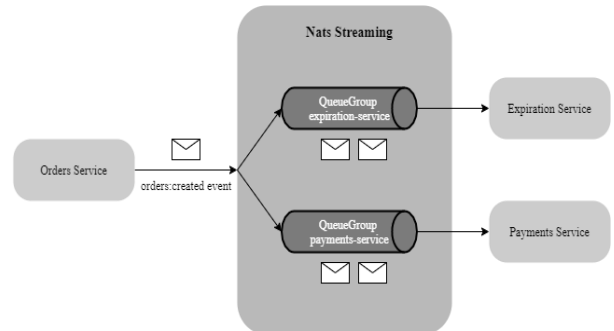 Nats Streaming
QueueGroup
expiration-service
Expiration Service
Orders Service
orders:created event
QueueGroup
payments-service
Payments Service